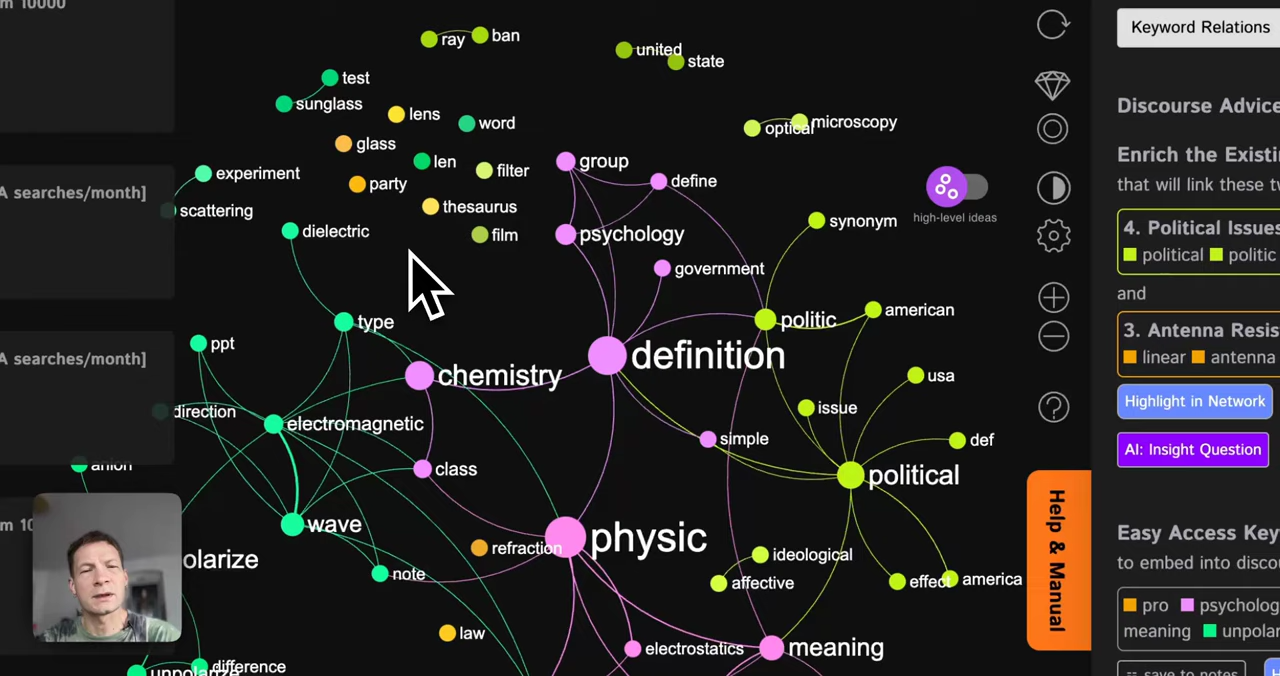 m 10000
ray
ban
united
state
test
sunglass
lens
word
optical
microscopy
glass
len
filter
group
experiment
party
define
A searches/month]
scattering
thesaurus
film
psychology
high-level ideas
synonym
dielectric
government
type
politic
american
ppt
chemistry
definition
A searches/month]
usa
direction
electromagnetic
issue
simple
def
anion
class
political
wave
m 10
refraction
physic
olarize
ideological
note
affective
effect
america
law
electrostatics
meaning
difference
unpolarize
Help & Manual
Keyword Relations
Discourse Advice
Enrich the Existin
that will link these tw
4. Political Issues
political politic
and
3. Antenna Resis
linear antenna
Highlight in Network
AI: Insight Question
Easy Access Key
to embed into discou
pro psycholog
meaning unpolar
save to notes